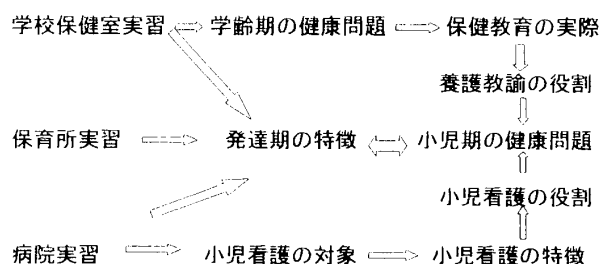 学校保健室実習 学齢期の健康問題 保健教育の実際
養護教諭の役割
保育所実習 発達期の特徴 小児期の健康問題
小児看護の役割
病院実習 小児看護の対象 小児看護の特徴